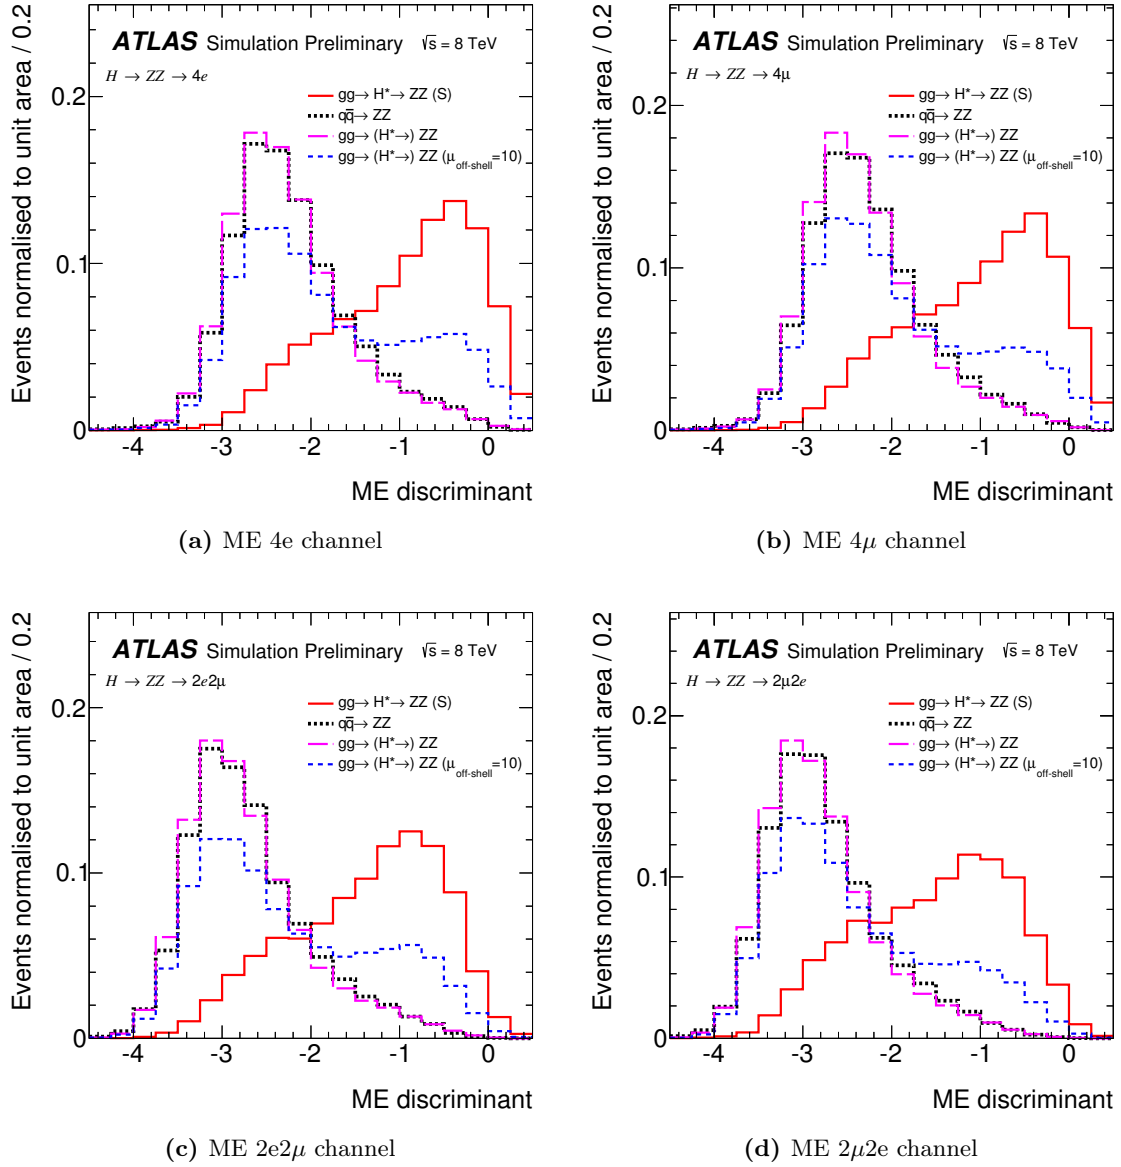 Events normalised to unit area / 0.2
ATLAS Simulation Preliminary √s = 8 TeV
H → ZZ → 4e
gg→ H*→ ZZ (S)
qq̄→ ZZ
gg→ (H*→) ZZ
gg→ (H*→) ZZ (μoff-shell=10)
0.2
0.1
0
-4 -3 -2 -1 0
ME discriminant
(a) ME 4e channel
Events normalised to unit area / 0.2
ATLAS Simulation Preliminary √s = 8 TeV
H → ZZ → 4μ
gg→ H*→ ZZ (S)
qq̄→ ZZ
gg→ (H*→) ZZ
gg→ (H*→) ZZ (μoff-shell=10)
0.2
0.1
0
-4 -3 -2 -1 0
ME discriminant
(b) ME 4μ channel
Events normalised to unit area / 0.2
ATLAS Simulation Preliminary √s = 8 TeV
H → ZZ → 2e2μ
gg→ H*→ ZZ (S)
qq̄→ ZZ
gg→ (H*→) ZZ
gg→ (H*→) ZZ (μoff-shell=10)
0.2
0.1
0
-4 -3 -2 -1 0
ME discriminant
(c) ME 2e2μ channel
Events normalised to unit area / 0.2
ATLAS Simulation Preliminary √s = 8 TeV
H → ZZ → 2μ2e
gg→ H*→ ZZ (S)
qq̄→ ZZ
gg→ (H*→) ZZ
gg→ (H*→) ZZ (μoff-shell=10)
0.2
0.1
0
-4 -3 -2 -1 0
ME discriminant
(d) ME 2μ2e channel